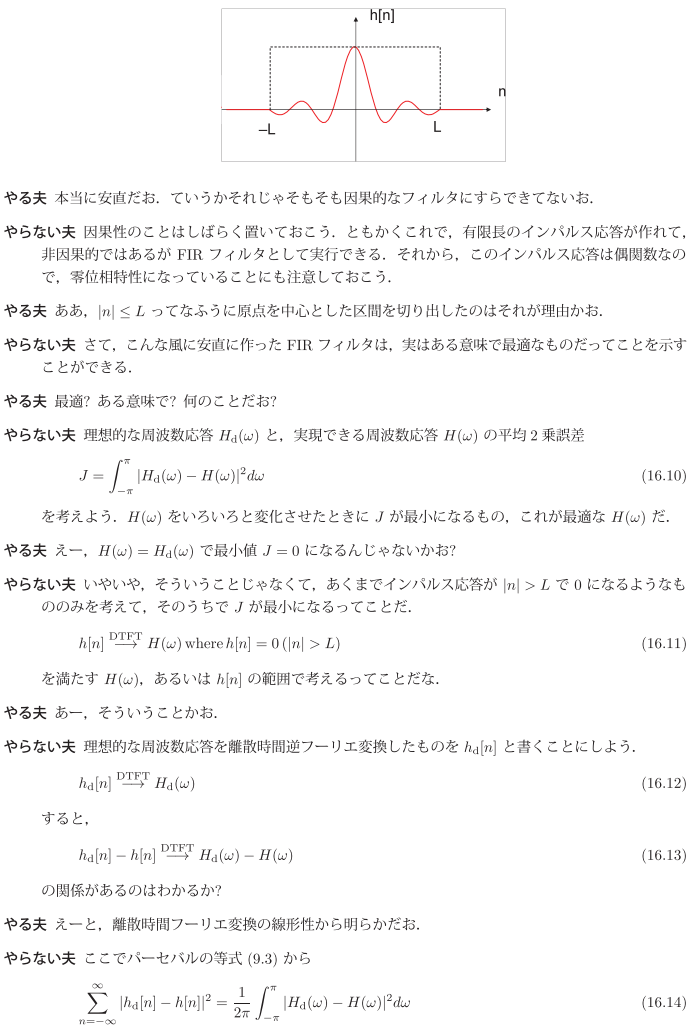 h[n]
n
–L
L
やる夫 本当に安直だお．ていうかそれじゃそもそも因果的なフィルタにすらできてないお．
やらない夫 因果性のことはしばらく置いておこう．ともかくこれで，有限長のインパルス応答が作れて，
非因果的ではあるが FIR フィルタとして実行できる．それから，このインパルス応答は偶関数なの
で，零位相特性になっていることにも注意しておこう．
やる夫 ああ，|n| ≤ L ってなふうに原点を中心とした区間を切り出したのはそれが理由かお．
やらない夫 さて，こんな風に安直に作った FIR フィルタは，実はある意味で最適なものだってことを示す
ことができる．
やる夫 最適? ある意味で? 何のことだお?
やらない夫 理想的な周波数応答 H_d(ω) と，実現できる周波数応答 H(ω) の平均 2 乗誤差
J = ∫_{−π}^{π} |H_d(ω) − H(ω)|²dω (16.10)
を考えよう．H(ω) をいろいろと変化させたときに J が最小になるもの，これが最適な H(ω) だ．
やる夫 えー，H(ω) = H_d(ω) で最小値 J = 0 になるんじゃないかお?
やらない夫 いやいや，そういうことじゃなくて，あくまでインパルス応答が |n| > L で 0 になるようなも
ののみを考えて，そのうちで J が最小になるってことだ．
h[n] DTFT⟶ H(ω) where h[n] = 0 (|n| > L) (16.11)
を満たす H(ω)，あるいは h[n] の範囲で考えるってことだな．
やる夫 あー，そういうことかお．
やらない夫 理想的な周波数応答を離散時間逆フーリエ変換したものを h_d[n] と書くことにしよう．
h_d[n] DTFT⟶ H_d(ω) (16.12)
すると，
h_d[n] − h[n] DTFT⟶ H_d(ω) − H(ω) (16.13)
の関係があるのはわかるか?
やる夫 えーと，離散時間フーリエ変換の線形性から明らかだお．
やらない夫 ここでパーセバルの等式 (9.3) から
∑_{n=−∞}^{∞} |h_d[n] − h[n]|² = 1/2π ∫_{−π}^{π} |H_d(ω) − H(ω)|²dω (16.14)